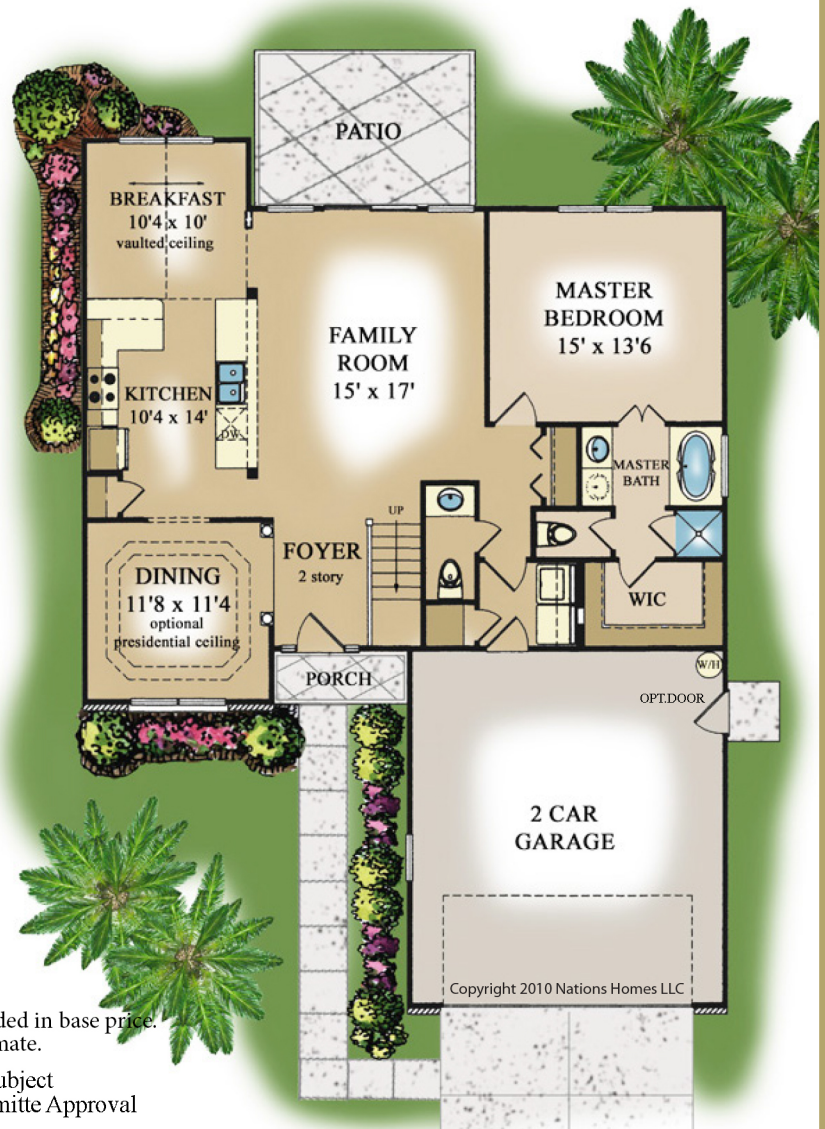 PATIO
BREAKFAST
10'4 x 10'
vaulted ceiling
MASTER
BEDROOM
15' x 13'6
FAMILY
ROOM
15' x 17'
KITCHEN
10'4 x 14'
DW
MASTER
BATH
UP
FOYER
2 story
DINING
11'8 x 11'4
optional
presidential ceiling
WIC
PORCH
W/H
OPT.DOOR
2 CAR
GARAGE
Copyright 2010 Nations Homes LLC
ded in base price.
mate.
ubject
mitte Approval